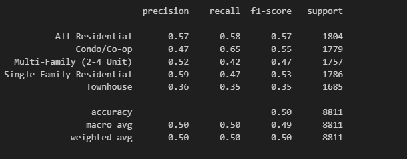 precision recall f1-score support
All Residential 0.57 0.58 0.57 1804
Condo/Co-op 0.47 0.65 0.55 1779
Multi-Family (2-4 Unit) 0.52 0.42 0.47 1757
Single Family Residential 0.59 0.47 0.53 1786
Townhouse 0.36 0.35 0.35 1685
accuracy 0.50 8811
macro avg 0.50 0.50 0.49 8811
weighted avg 0.50 0.50 0.50 8811